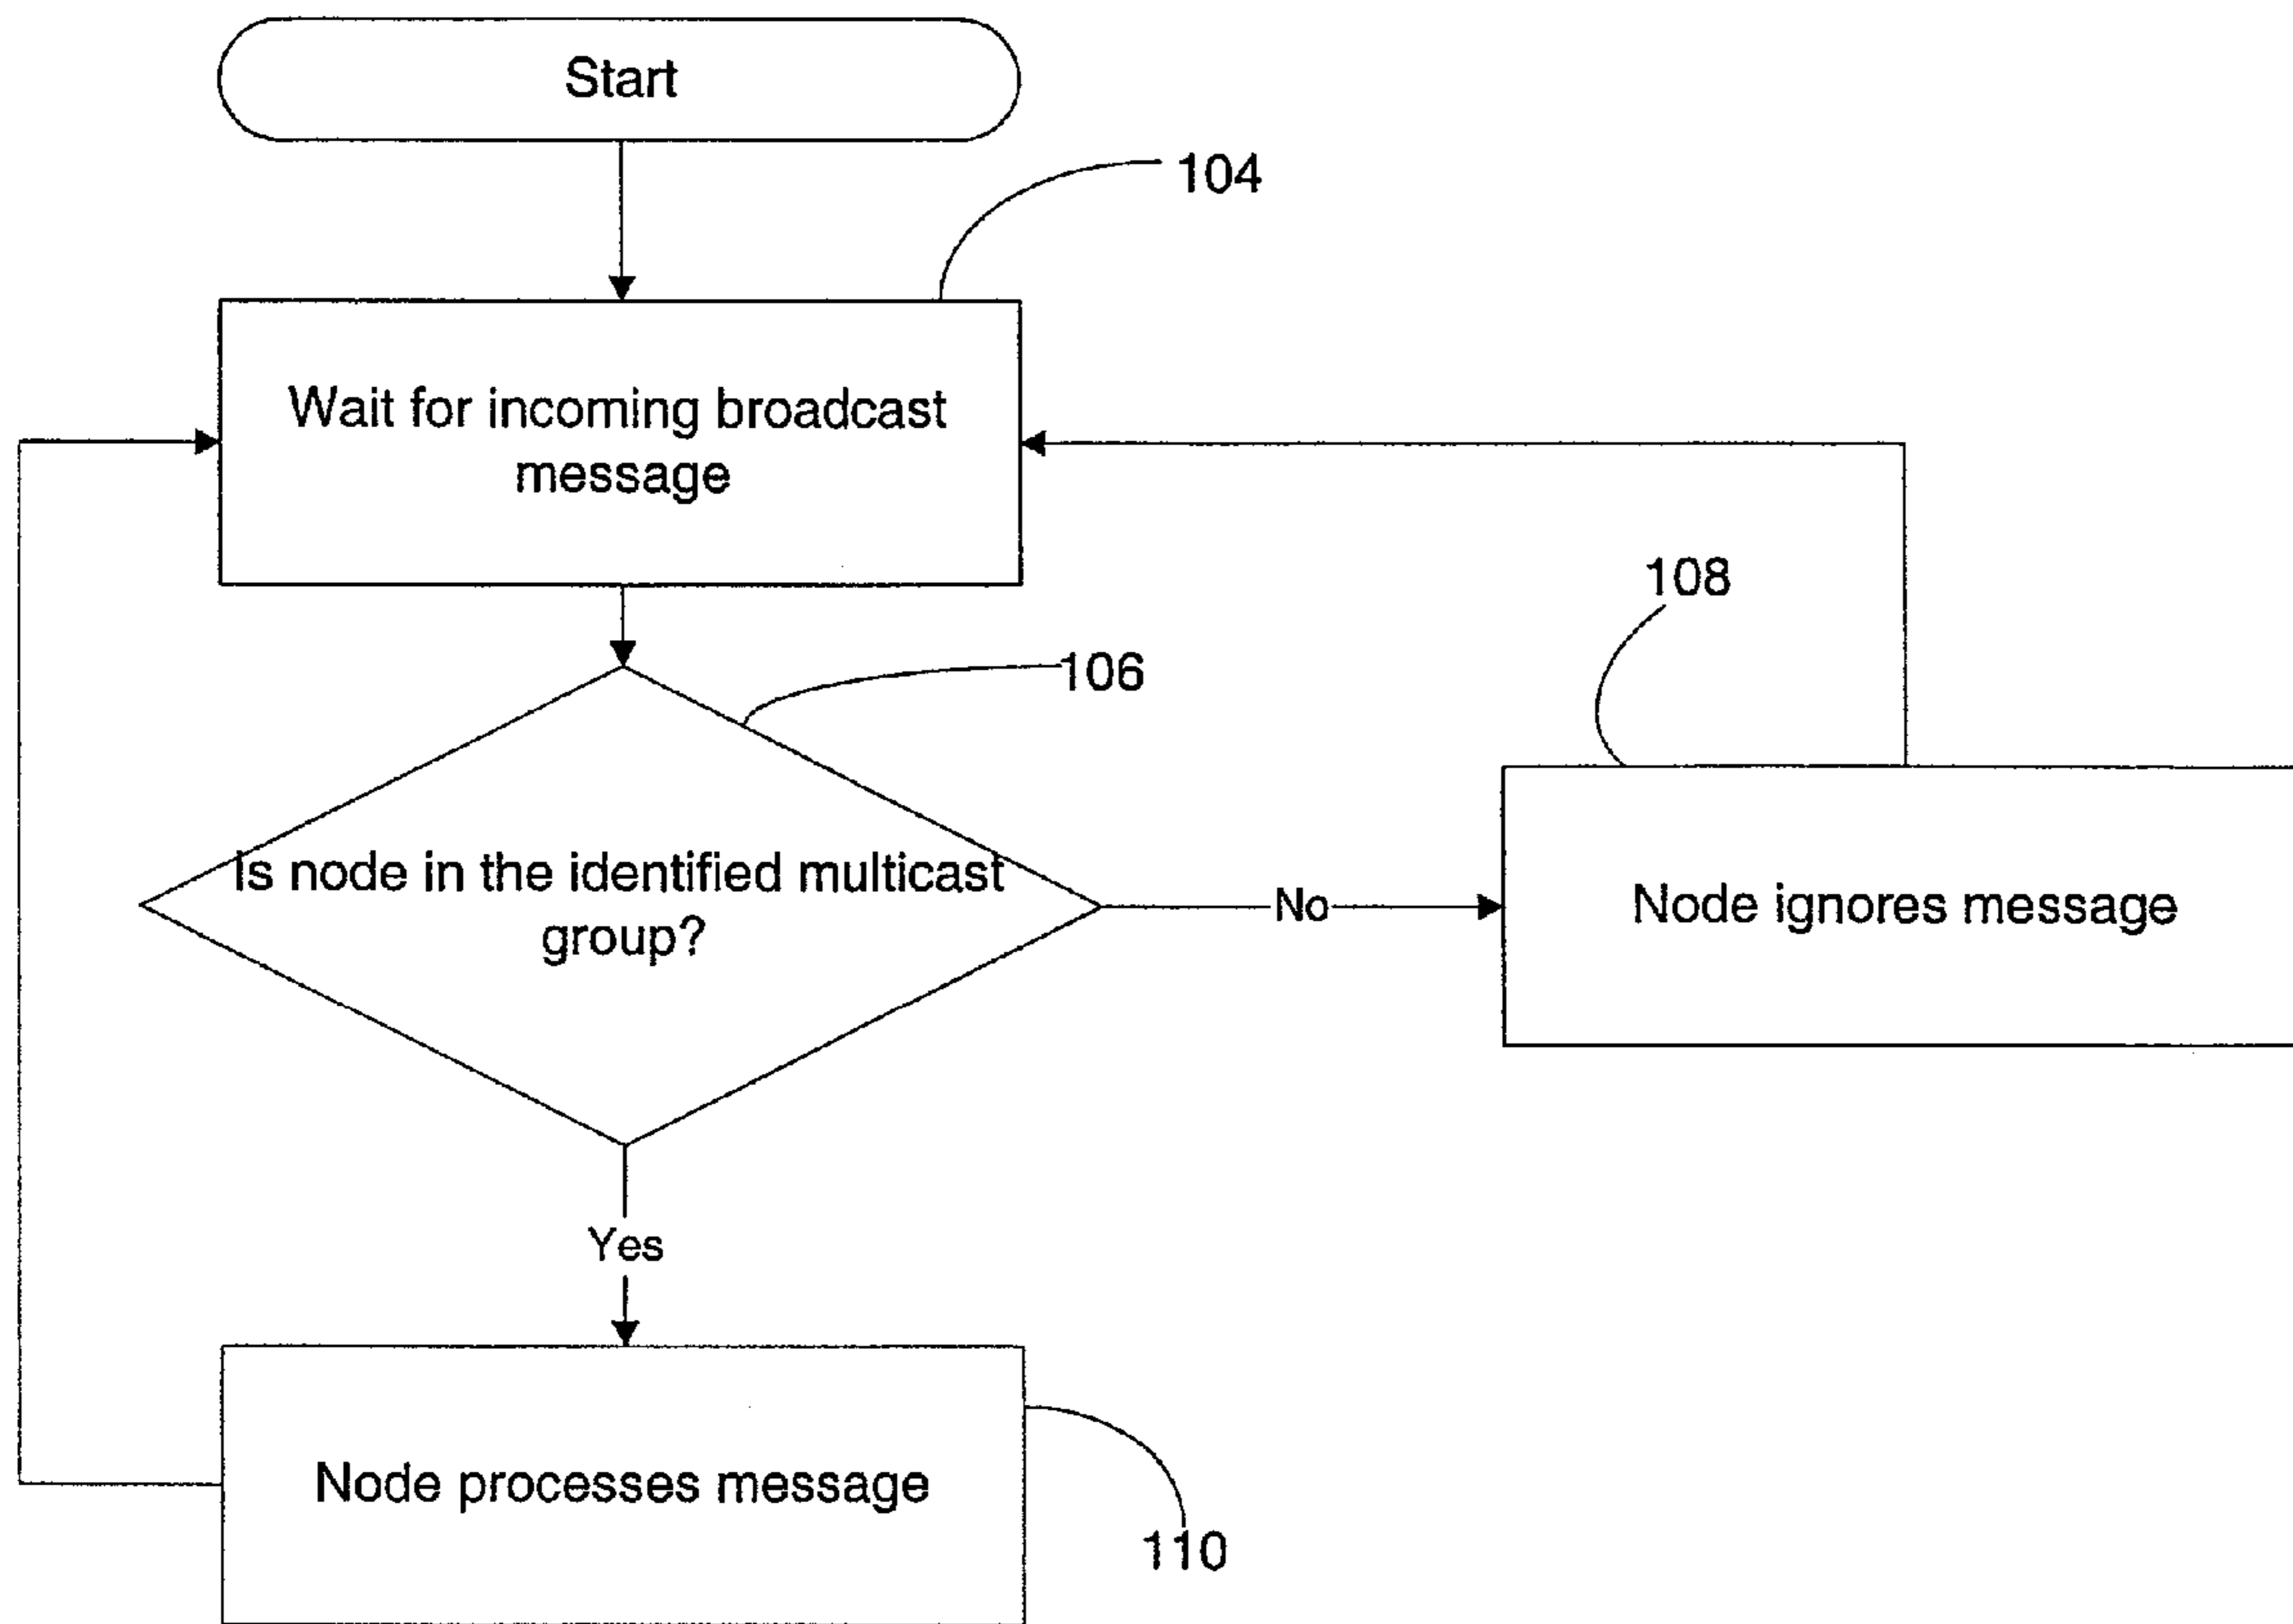 Start
104
Wait for incoming broadcast
message
108
106
Is node in the identified multicast
group?
No
Node ignores message
Yes
Node processes message
110